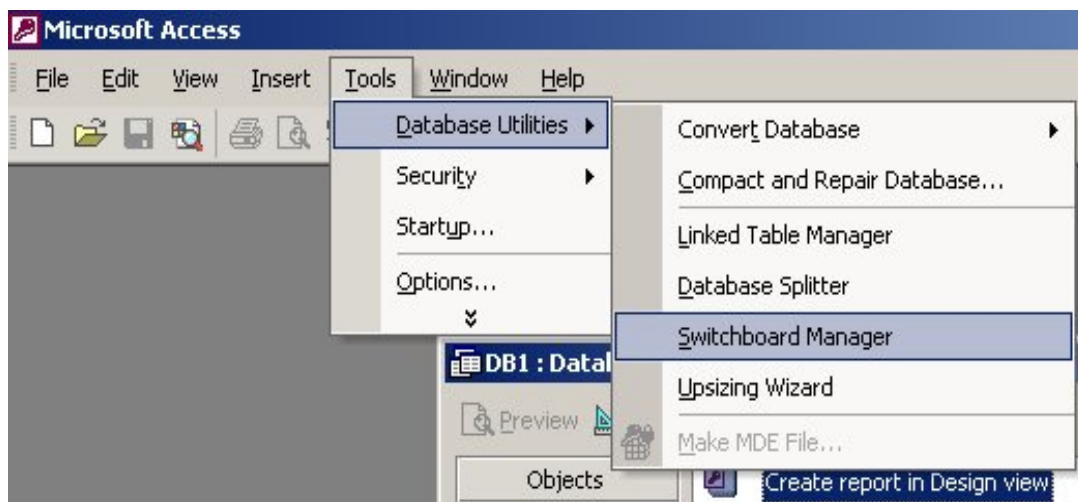 Microsoft Access
File Edit View Insert Tools Window Help
Database Utilities
Security
Startup...
Options...
Convert Database
Compact and Repair Database...
Linked Table Manager
Database Splitter
Switchboard Manager
Upsizing Wizard
Make MDE File...
DB1 : Datal
Preview
Objects
Create report in Design view